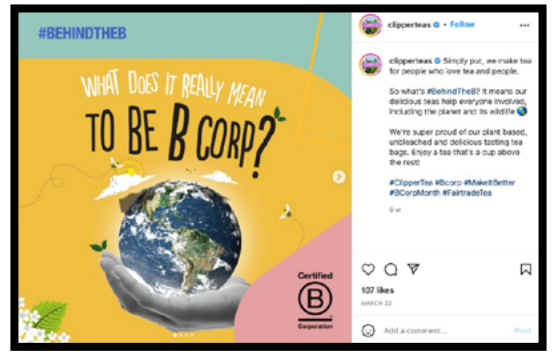 #BEHINDTHEB
WHAT DOES IT REALLY MEAN
TO BE B CORP?
Certified
B
Corporation
clipperteas • Follow
clipperteas Simply put, we make tea
for people who love tea and people.
So what's #BehindTheB? It means our
delicious teas help everyone involved,
including the planet and its wildlife 🌎
We're super proud of our plant based,
unbleached and delicious tasting tea
bags. Enjoy a tea that's a cup above
the rest!
#ClipperTea #Bcorp #MakeItBetter
#BCorpMonth #FairtradeTea
107 likes
MARCH 22
Add a comment...
Post